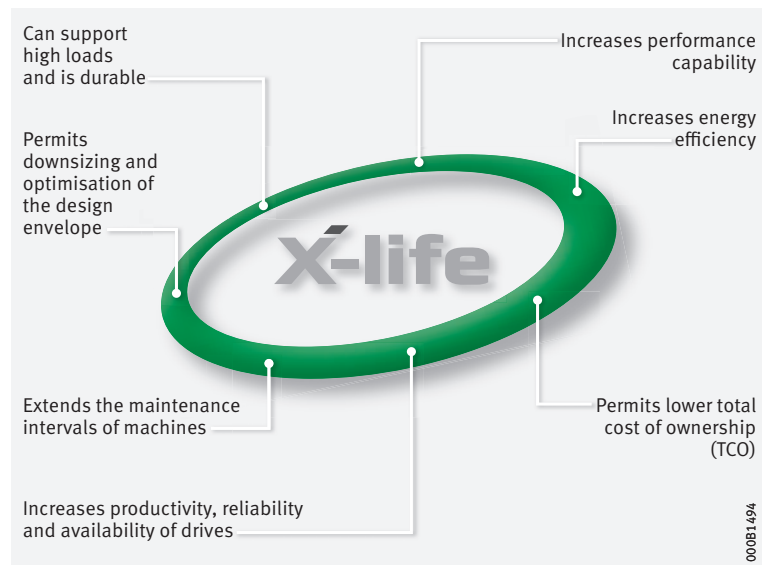 Can support
high loads
and is durable
Increases performance
capability
Increases energy
efficiency
Permits
downsizing and
optimisation of
the design
envelope
X-life
Extends the maintenance
intervals of machines
Permits lower total
cost of ownership
(TCO)
Increases productivity, reliability
and availability of drives
000B1494